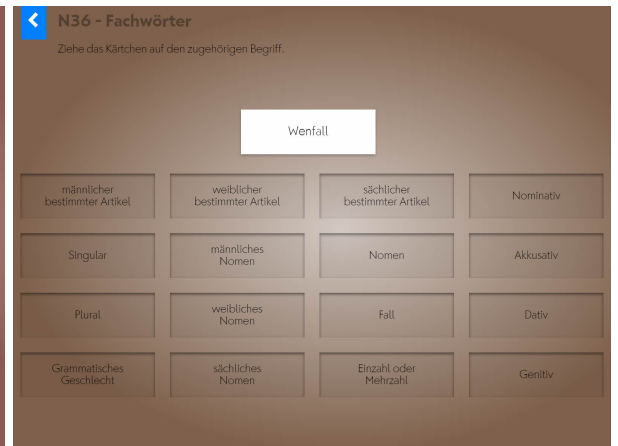 N36 - Fachwörter
Ziehe das Kärtchen auf den zugehörigen Begriff.
Wenfall
männlicher
bestimmter Artikel
weiblicher
bestimmter Artikel
sächlicher
bestimmter Artikel
Nominativ
Singular
männliches
Nomen
Nomen
Akkusativ
Plural
weibliches
Nomen
Fall
Dativ
Grammatisches
Geschlecht
sächliches
Nomen
Einzahl oder
Mehrzahl
Genitiv